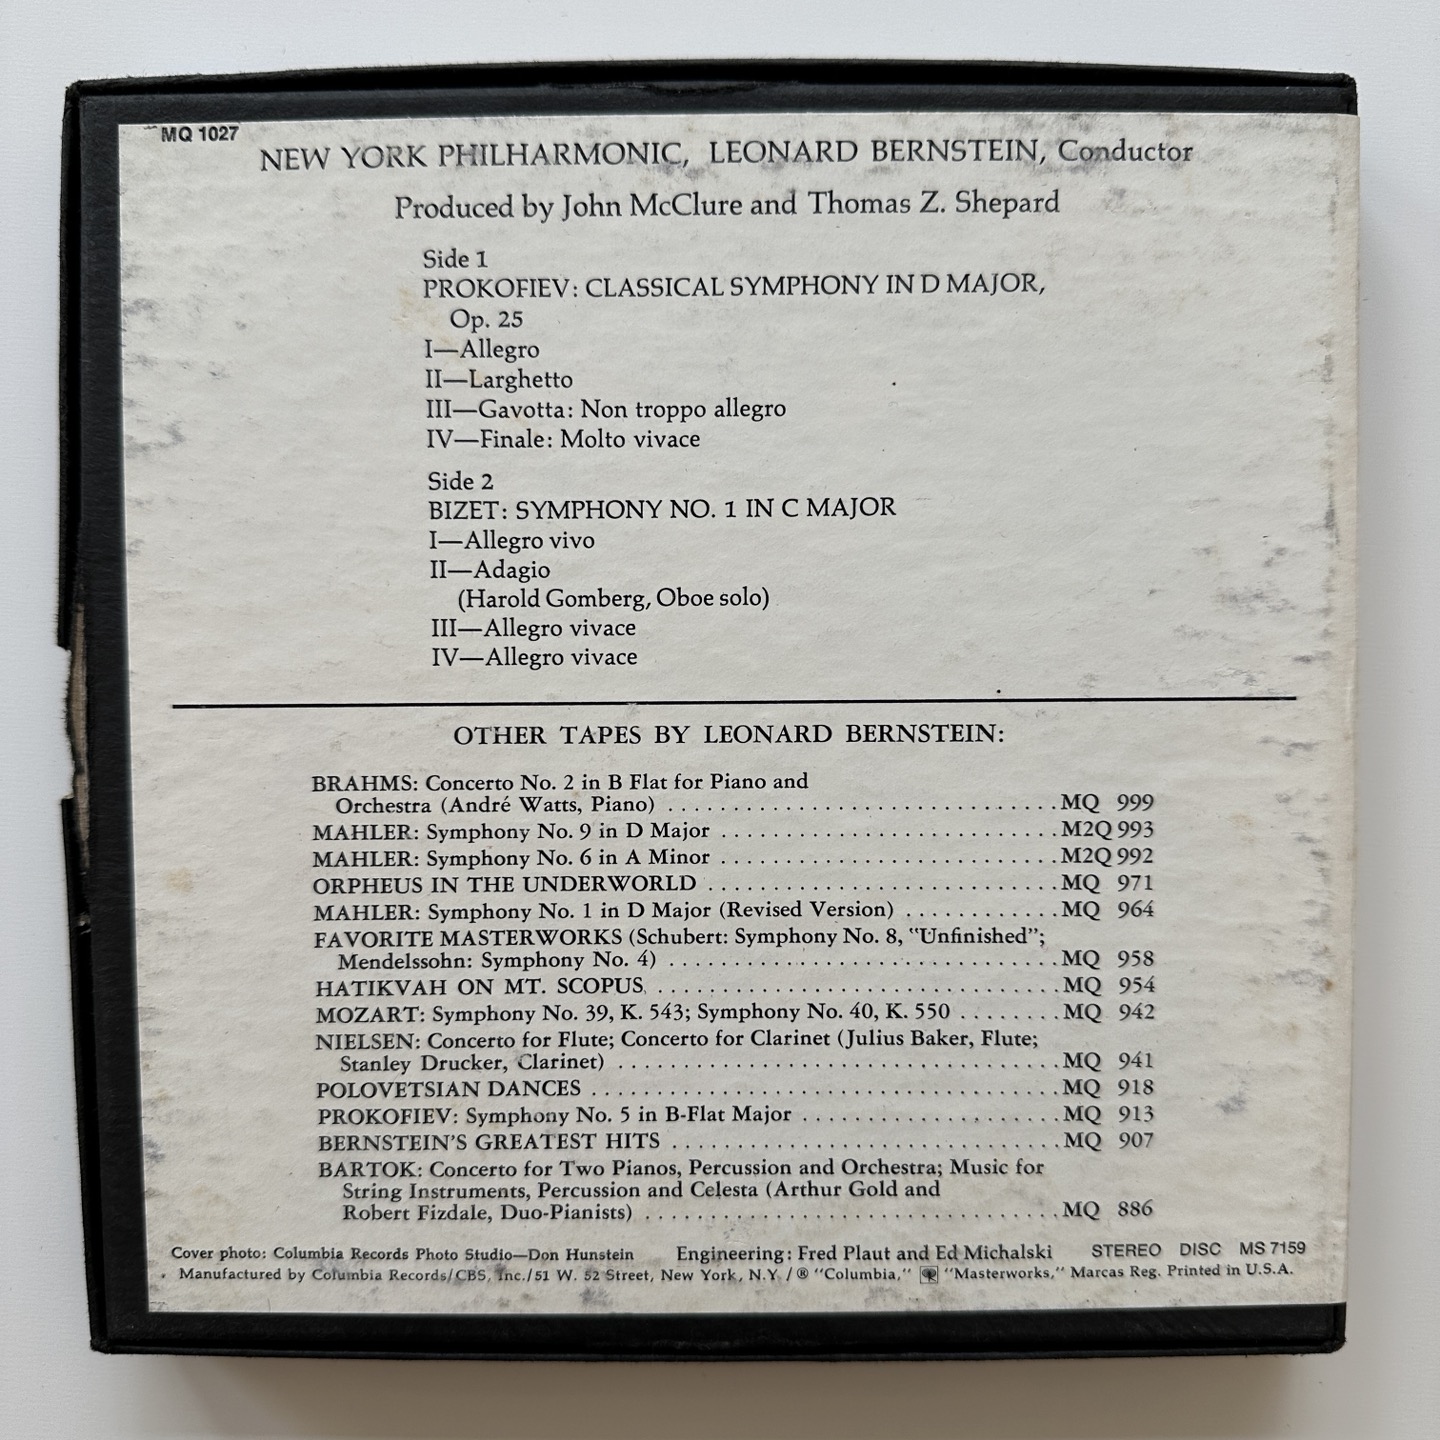 MQ 1027
NEW YORK PHILHARMONIC, LEONARD BERNSTEIN, Conductor
Produced by John McClure and Thomas Z. Shepard
Side 1
PROKOFIEV: CLASSICAL SYMPHONY IN D MAJOR,
Op. 25
I—Allegro
II—Larghetto
III—Gavotta: Non troppo allegro
IV—Finale: Molto vivace
Side 2
BIZET: SYMPHONY NO. 1 IN C MAJOR
I—Allegro vivo
II—Adagio
(Harold Gomberg, Oboe solo)
III—Allegro vivace
IV—Allegro vivace
OTHER TAPES BY LEONARD BERNSTEIN:
BRAHMS: Concerto No. 2 in B Flat for Piano and
Orchestra (André Watts, Piano) . . . . . . . . . . . . . . . . . . . . . . . . . . . . . . MQ 999
MAHLER: Symphony No. 9 in D Major . . . . . . . . . . . . . . . . . . . . . . . . . . M2Q 993
MAHLER: Symphony No. 6 in A Minor . . . . . . . . . . . . . . . . . . . . . . . . . . M2Q 992
ORPHEUS IN THE UNDERWORLD . . . . . . . . . . . . . . . . . . . . . . . . . . . MQ 971
MAHLER: Symphony No. 1 in D Major (Revised Version) . . . . . . . . . . . . MQ 964
FAVORITE MASTERWORKS (Schubert: Symphony No. 8, "Unfinished";
Mendelssohn: Symphony No. 4) . . . . . . . . . . . . . . . . . . . . . . . . . . . . . . MQ 958
HATIKVAH ON MT. SCOPUS . . . . . . . . . . . . . . . . . . . . . . . . . . . . . . . MQ 954
MOZART: Symphony No. 39, K. 543; Symphony No. 40, K. 550 . . . . . . . . MQ 942
NIELSEN: Concerto for Flute; Concerto for Clarinet (Julius Baker, Flute;
Stanley Drucker, Clarinet) . . . . . . . . . . . . . . . . . . . . . . . . . . . . . . . . . . MQ 941
POLOVETSIAN DANCES . . . . . . . . . . . . . . . . . . . . . . . . . . . . . . . . . . . . MQ 918
PROKOFIEV: Symphony No. 5 in B-Flat Major . . . . . . . . . . . . . . . . . . . . MQ 913
BERNSTEIN'S GREATEST HITS . . . . . . . . . . . . . . . . . . . . . . . . . . . . . . MQ 907
BARTOK: Concerto for Two Pianos, Percussion and Orchestra; Music for
String Instruments, Percussion and Celesta (Arthur Gold and
Robert Fizdale, Duo-Pianists) . . . . . . . . . . . . . . . . . . . . . . . . . . . . . . . . MQ 886
Cover photo: Columbia Records Photo Studio—Don Hunstein Engineering: Fred Plaut and Ed Michalski STEREO DISC MS 7159
Manufactured by Columbia Records/CBS, Inc./51 W. 52 Street, New York, N.Y./® "Columbia," "Masterworks," Marcas Reg. Printed in U.S.A.